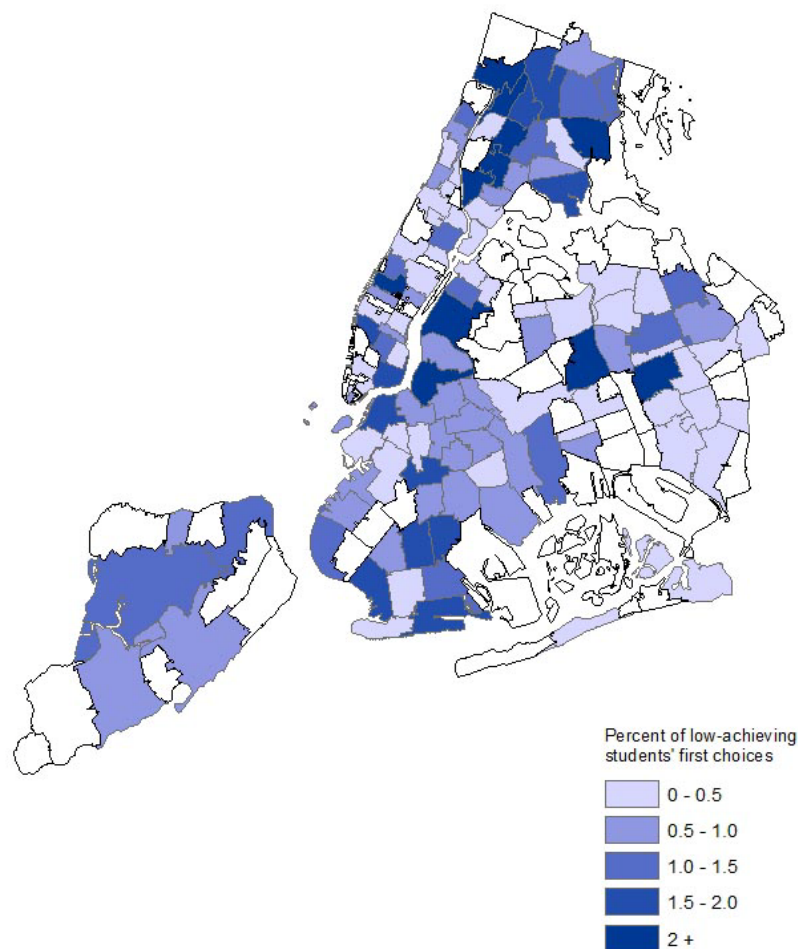 Percent of low-achieving
students' first choices
0 - 0.5
0.5 - 1.0
1.0 - 1.5
1.5 - 2.0
2 +